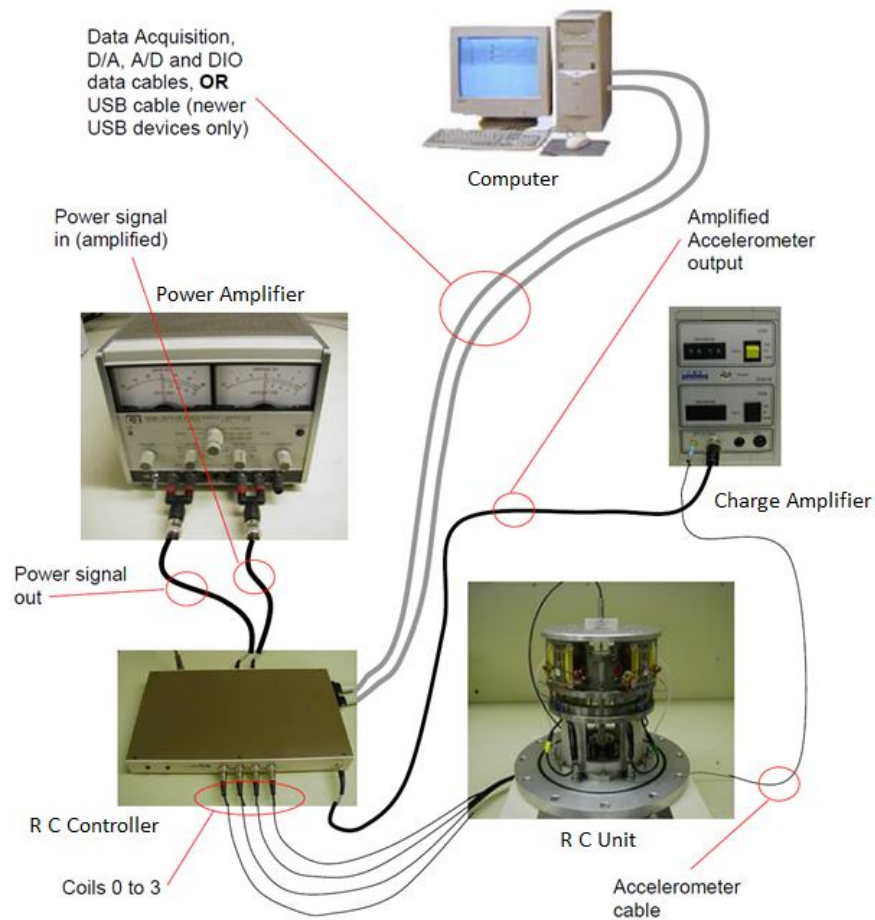 Data Acquisition,
D/A, A/D and DIO
data cables, OR
USB cable (newer
USB devices only)
Computer
Power signal
in (amplified)
Amplified
Accelerometer
output
Power Amplifier
Charge Amplifier
Power signal
out
R C Controller
R C Unit
Coils 0 to 3
Accelerometer
cable